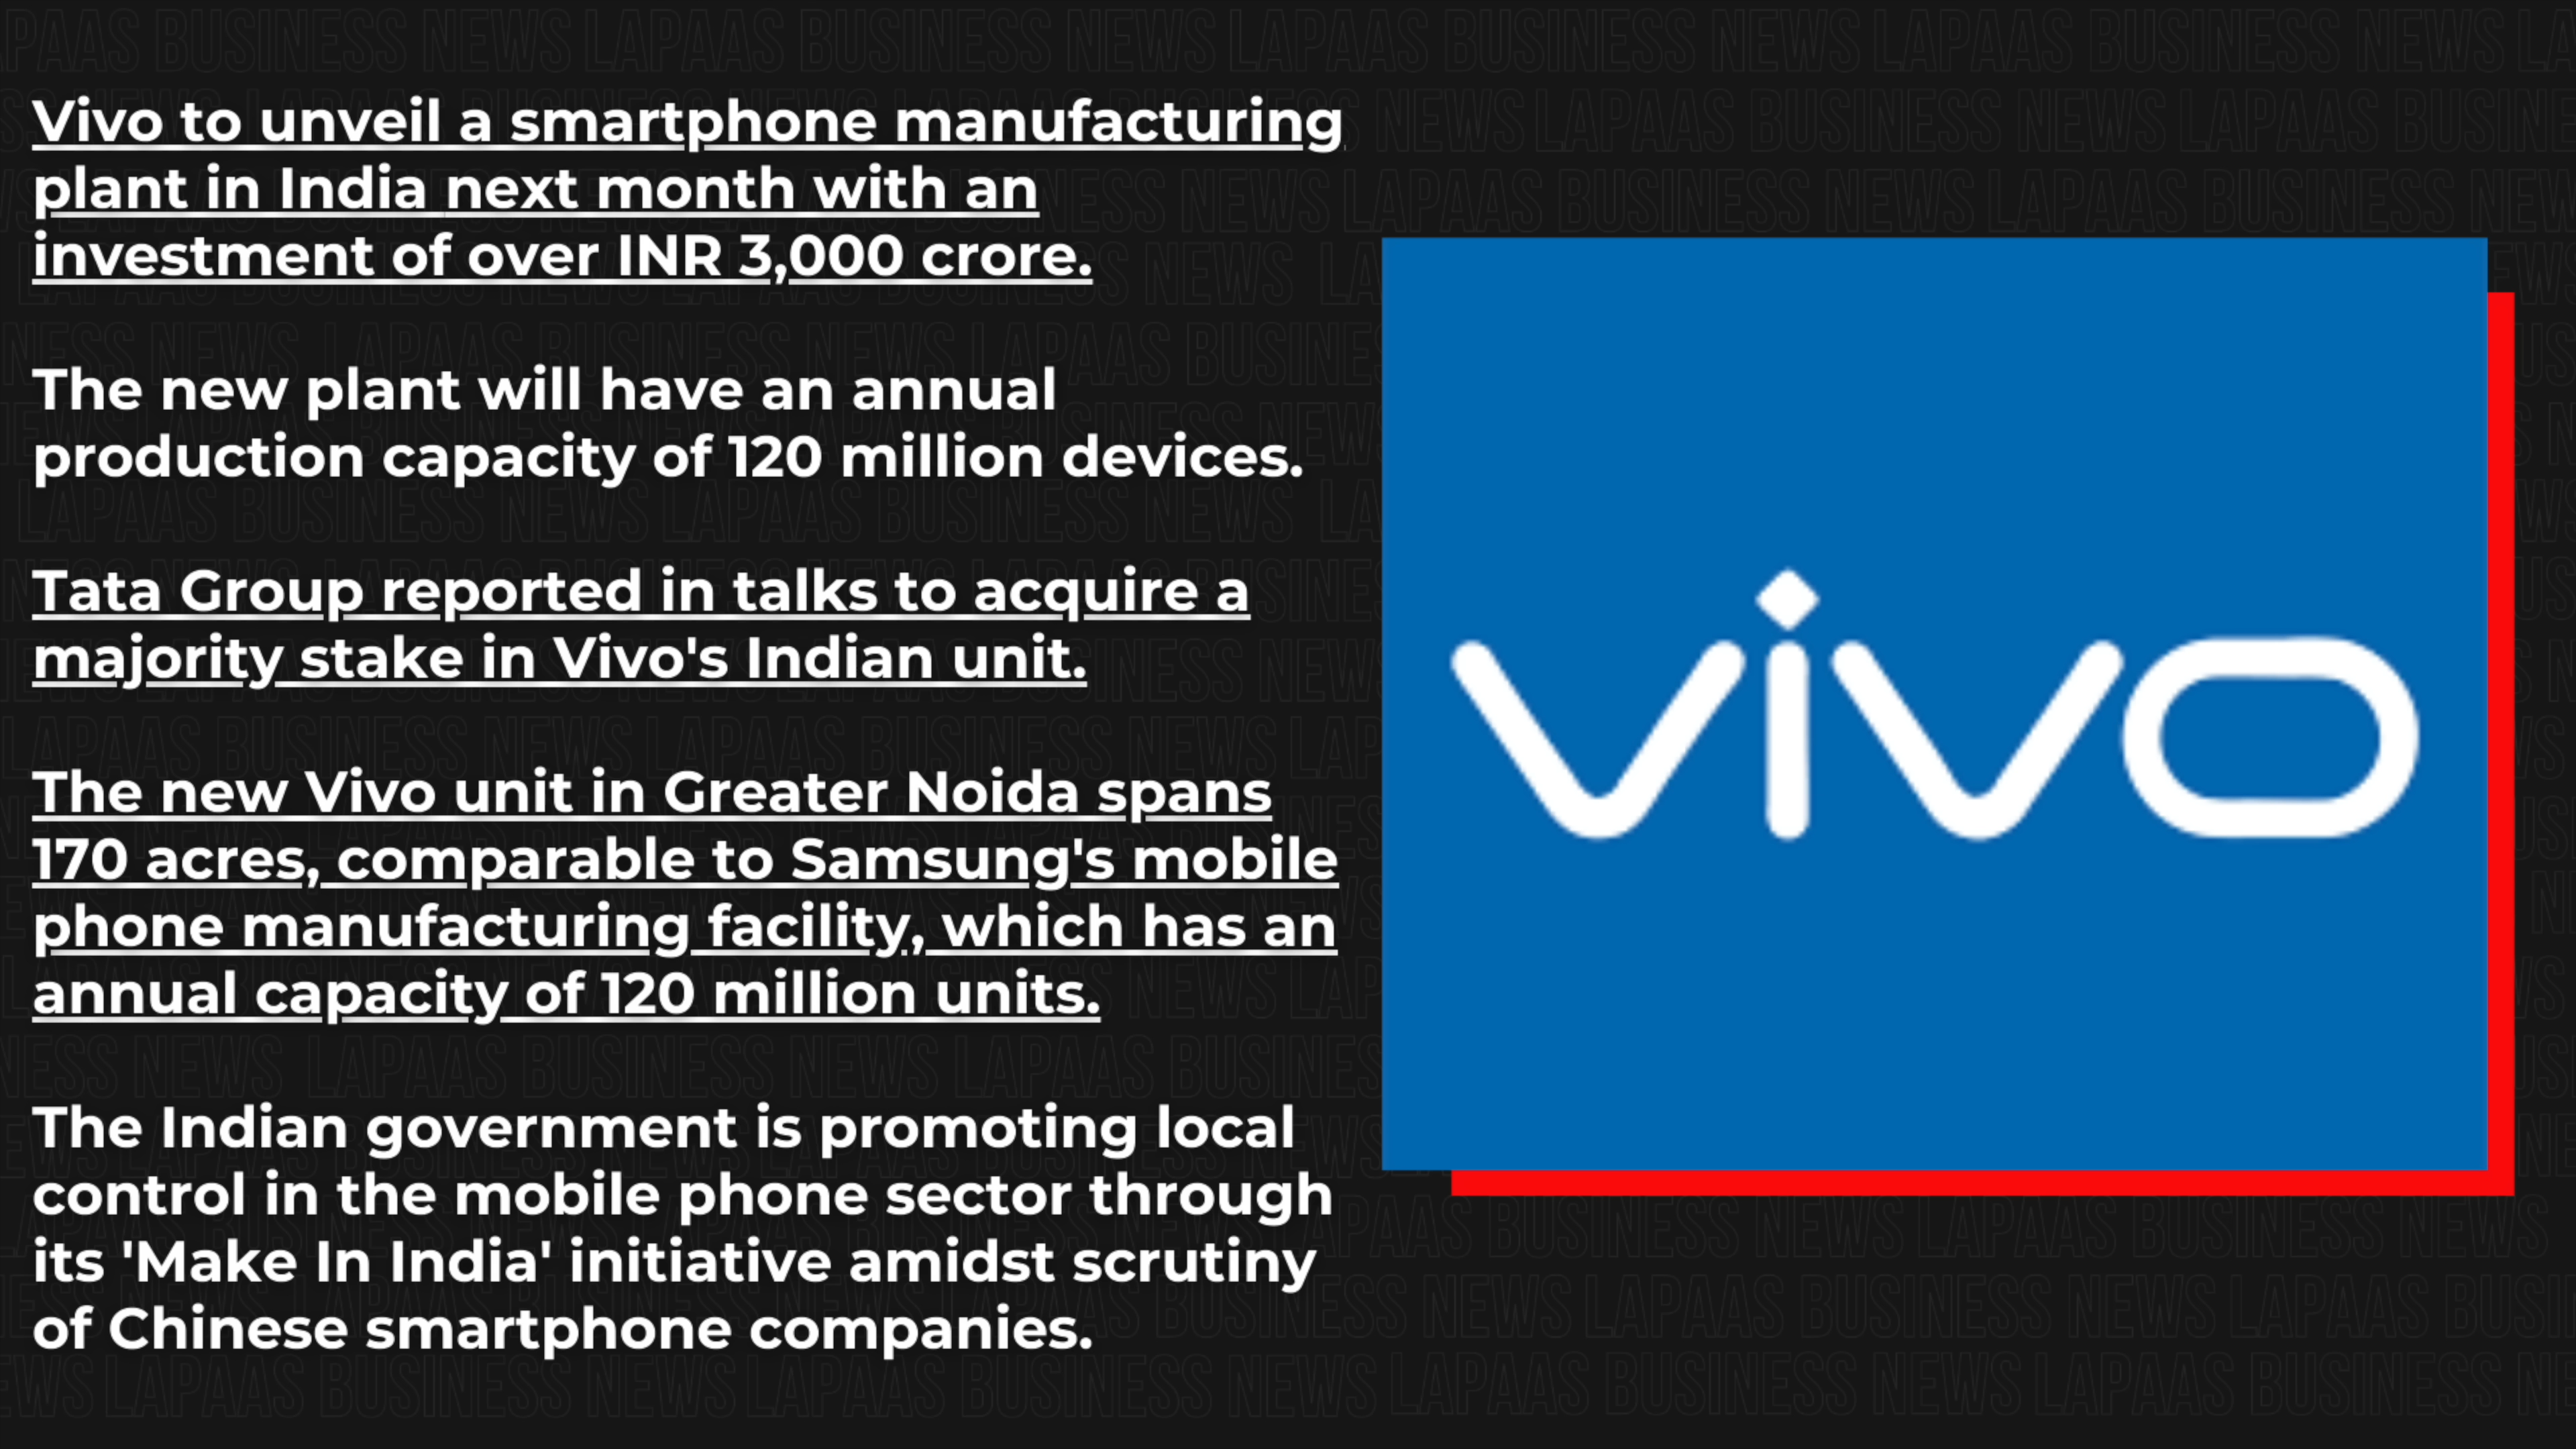 Vivo to unveil a smartphone manufacturing
plant in India next month with an
investment of over INR 3,000 crore.
The new plant will have an annual
production capacity of 120 million devices.
Tata Group reported in talks to acquire a
majority stake in Vivo's Indian unit.
The new Vivo unit in Greater Noida spans
170 acres, comparable to Samsung's mobile
phone manufacturing facility, which has an
annual capacity of 120 million units.
The Indian government is promoting local
control in the mobile phone sector through
its 'Make In India' initiative amidst scrutiny
of Chinese smartphone companies.
vivo